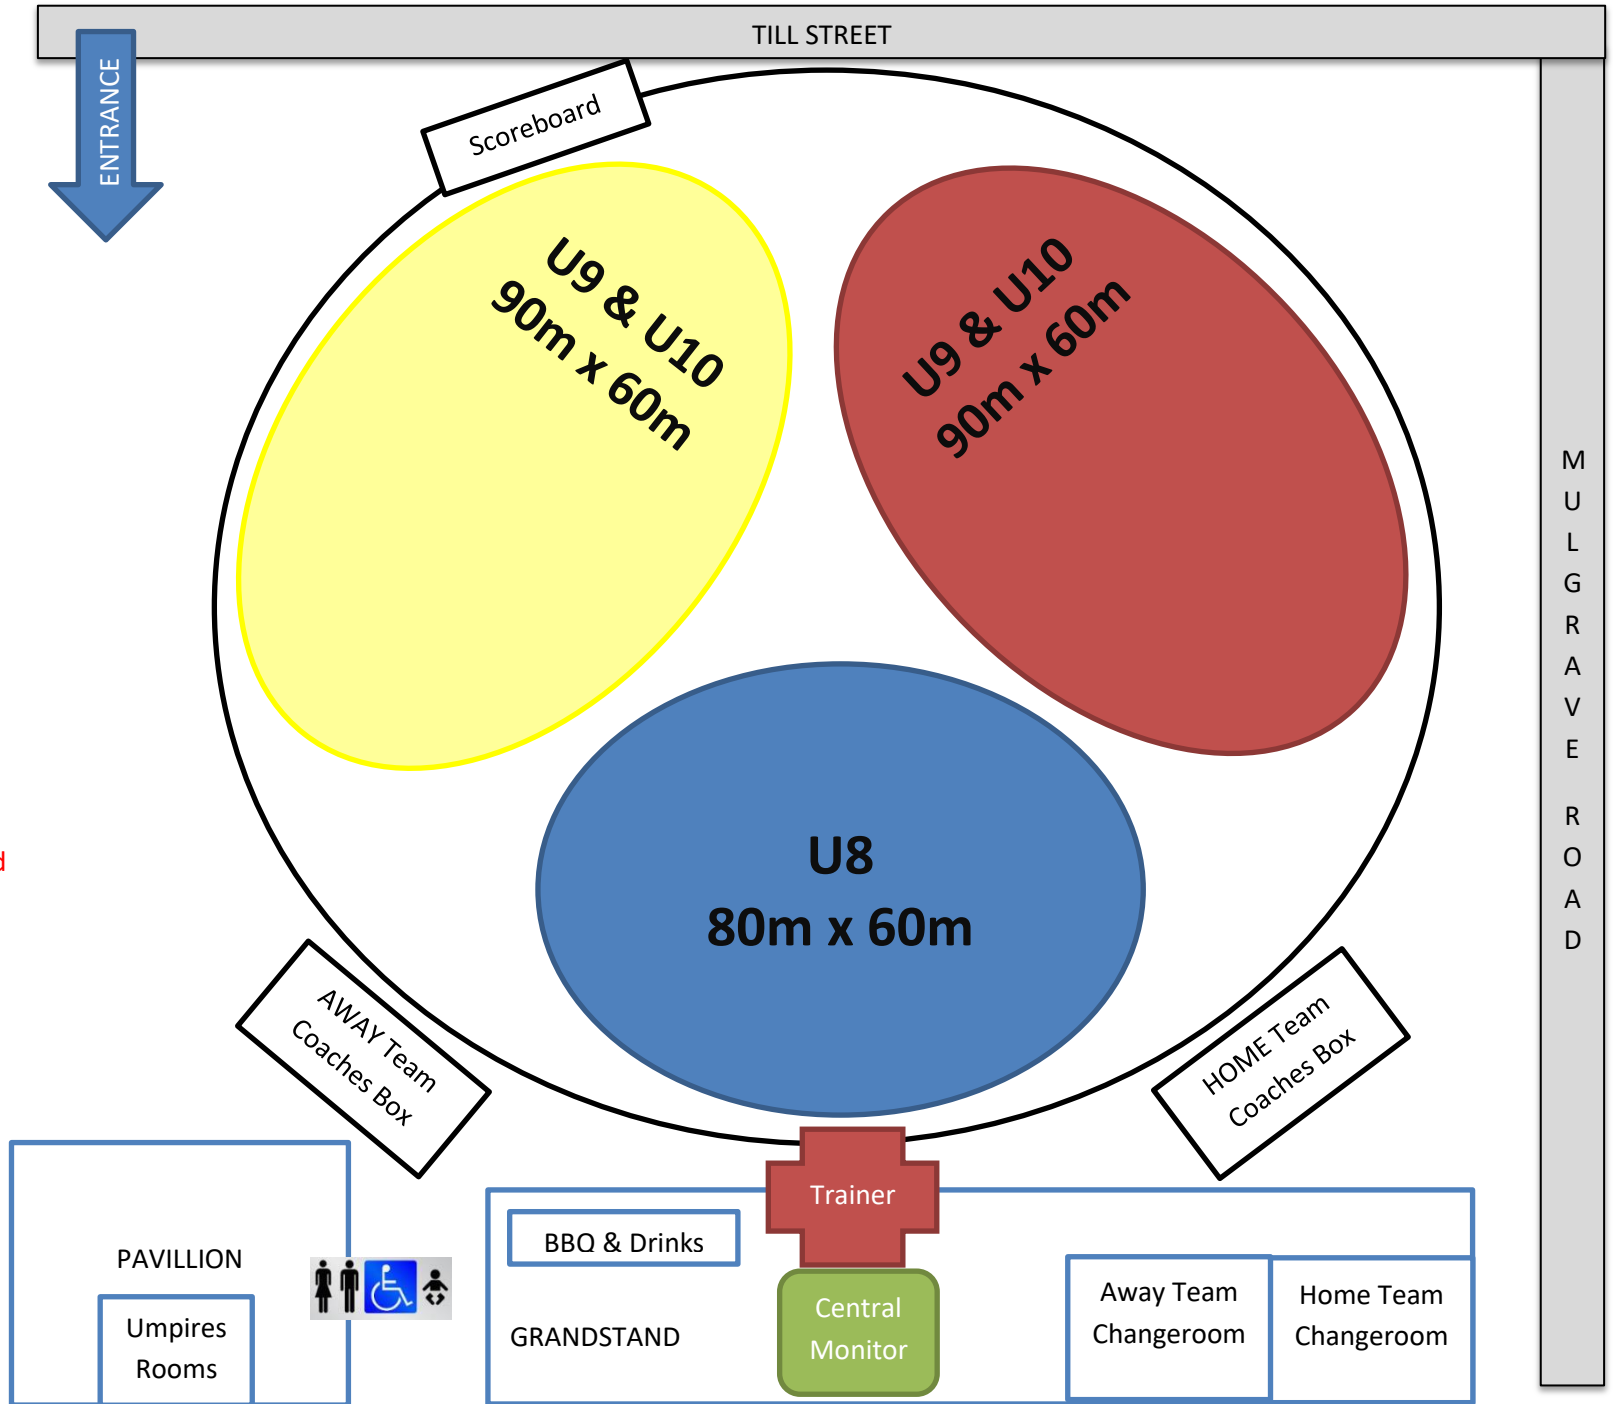 TILL STREET
ENTRANCE
Scoreboard
U9 & U10
90m x 60m
U9 & U10
90m x 60m
MULGRAVE ROAD
U8
80m x 60m
d
AWAY Team
Coaches Box
HOME Team
Coaches Box
Trainer
BBQ & Drinks
PAVILLION
Umpires
Rooms
GRANDSTAND
Central
Monitor
Away Team
Changeroom
Home Team
Changeroom